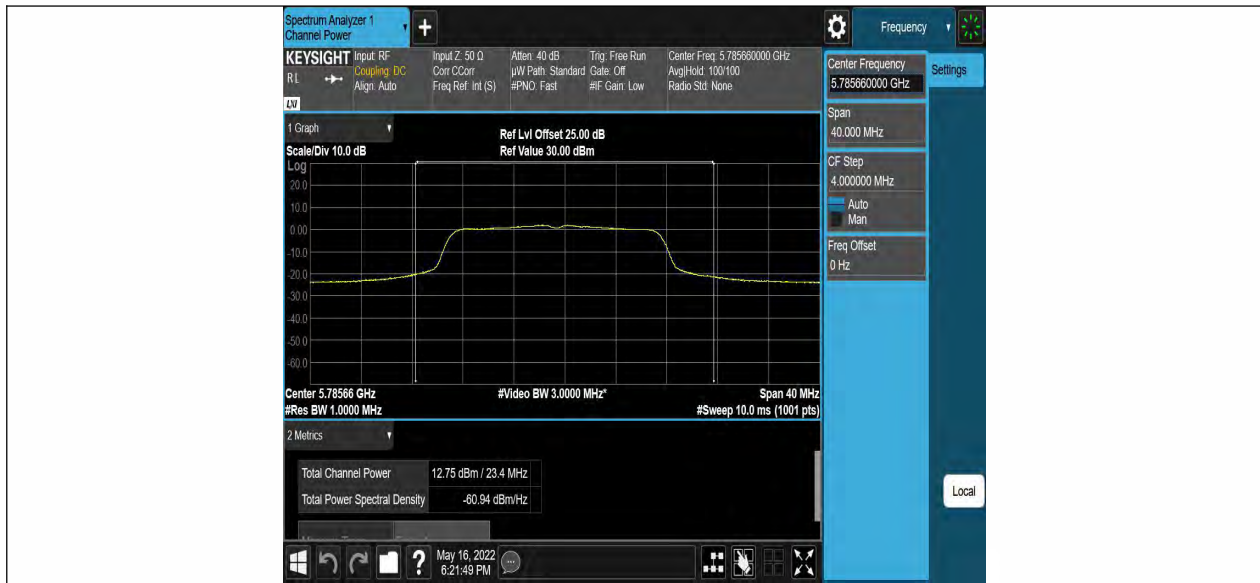 Spectrum Analyzer 1
Channel Power
+
Frequency
KEYSIGHT
RL
LXI
Input: RF
Coupling: DC
Align: Auto
Input Z: 50 Ω
Corr CCorr
Freq Ref: Int (S)
Atten: 40 dB
µW Path: Standard
#PNO: Fast
Trig: Free Run
Gate: Off
#IF Gain: Low
Center Freq: 5.785660000 GHz
Avg|Hold: 100/100
Radio Std: None
Center Frequency
5.785660000 GHz
Settings
Span
40.000 MHz
CF Step
4.000000 MHz
Auto
Man
Freq Offset
0 Hz
1 Graph
Scale/Div 10.0 dB
Ref Lvl Offset 25.00 dB
Ref Value 30.00 dBm
Log
20.0
10.0
0.00
-10.0
-20.0
-30.0
-40.0
-50.0
-60.0
Center 5.78566 GHz
#Video BW 3.0000 MHz*
Span 40 MHz
#Res BW 1.0000 MHz
#Sweep 10.0 ms (1001 pts)
2 Metrics
Total Channel Power 12.75 dBm / 23.4 MHz
Total Power Spectral Density -60.94 dBm/Hz
Local
?
May 16, 2022
6:21:49 PM